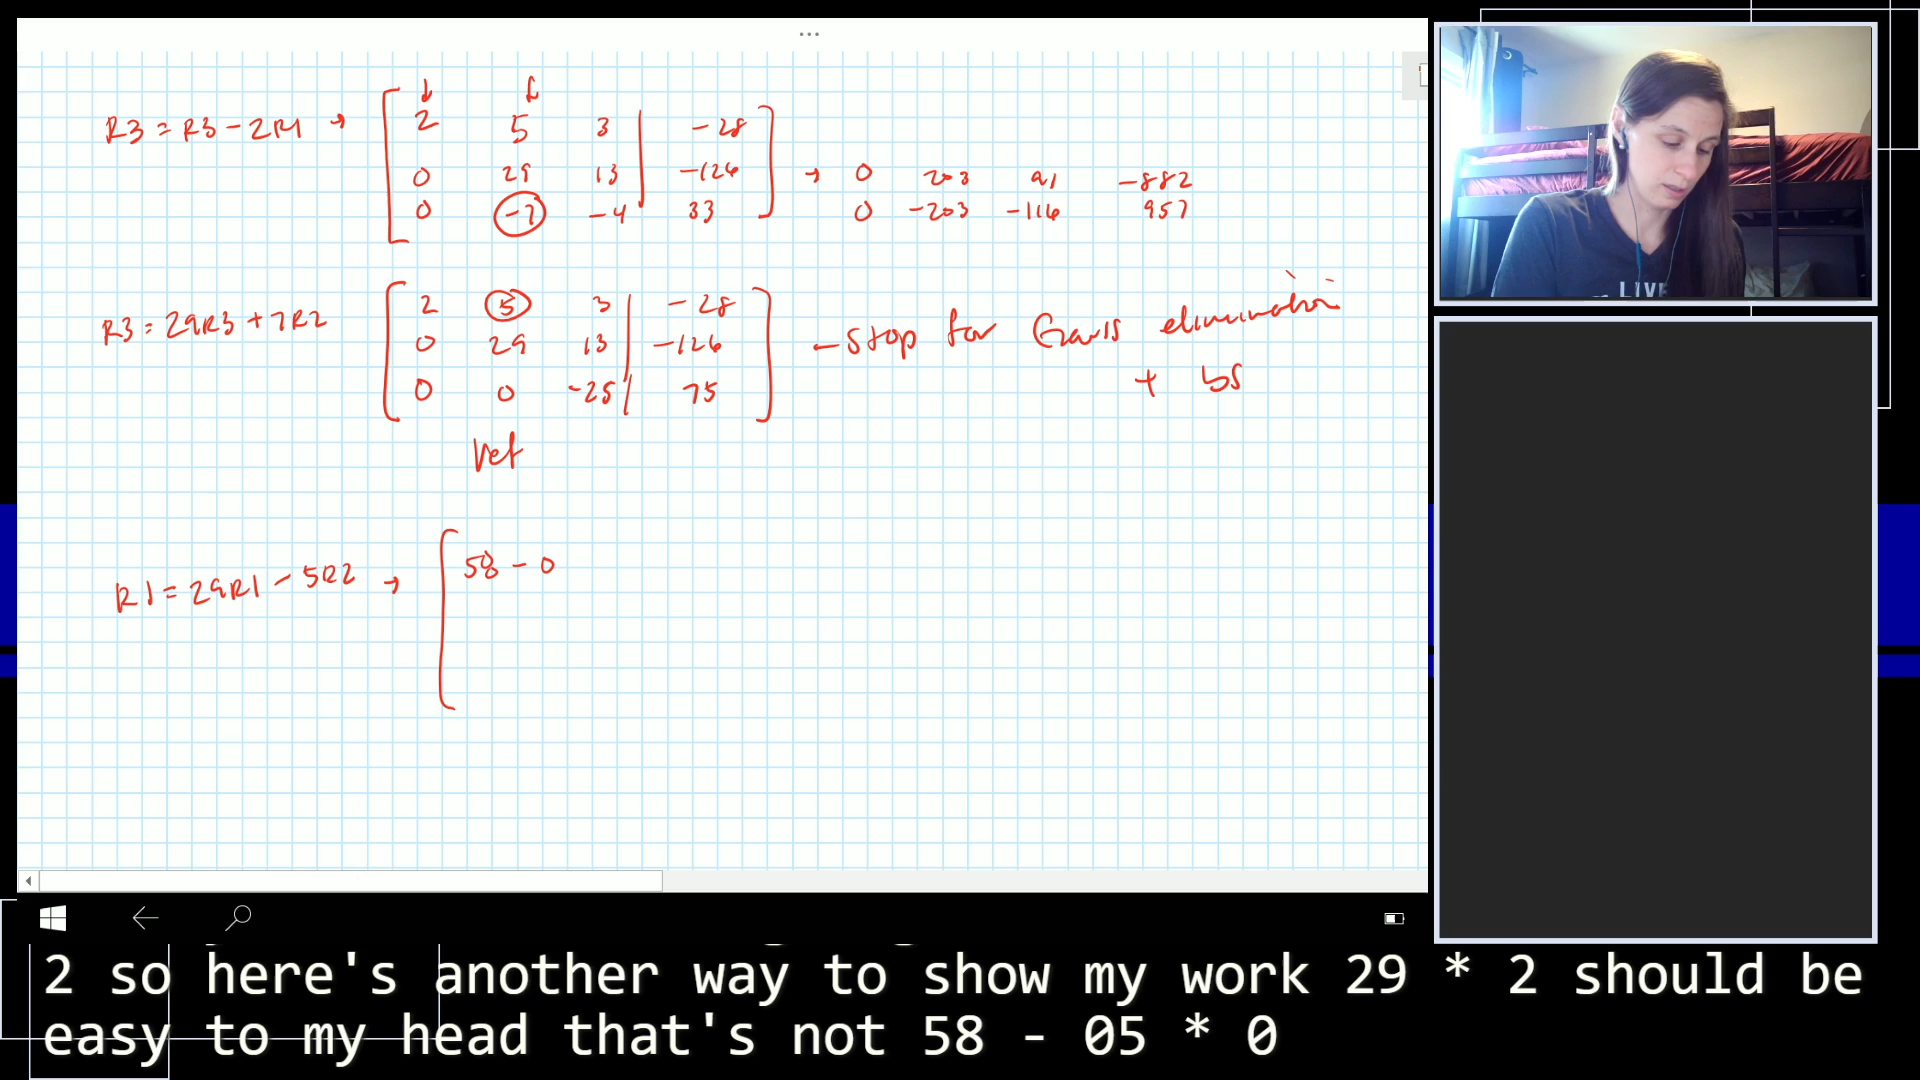 R3 = R3 - 2R1 → 2 5 3 | -28
0 29 13 | -126 → 0 203 91 -882
0 -7 -4 33 0 -203 -116 957
R3 = 29R3 + 7R2
2 5 3 | -28
0 29 13 | -126 - Stop for Gauss elimination
0 0 -25 | 75 + bs
R1 = 29R1 - 5R2 → 58 - 0
LIVE
2 so here's another way to show my work 29 * 2 should be
easy to my head that's not 58 - 05 * 0